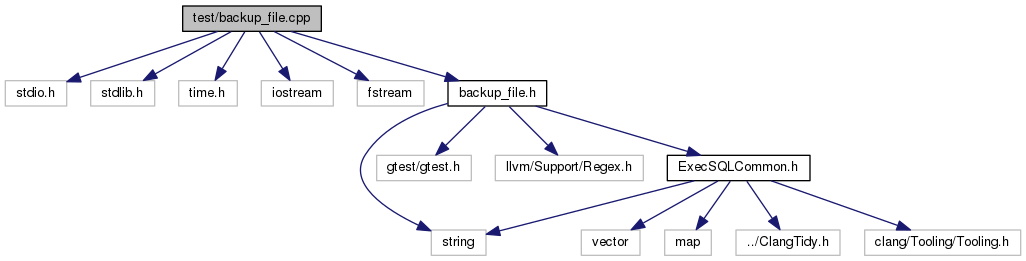 test/backup_file.cpp
stdio.h
stdlib.h
time.h
iostream
fstream
backup_file.h
gtest/gtest.h
llvm/Support/Regex.h
ExecSQLCommon.h
string
vector
map
../ClangTidy.h
clang/Tooling/Tooling.h